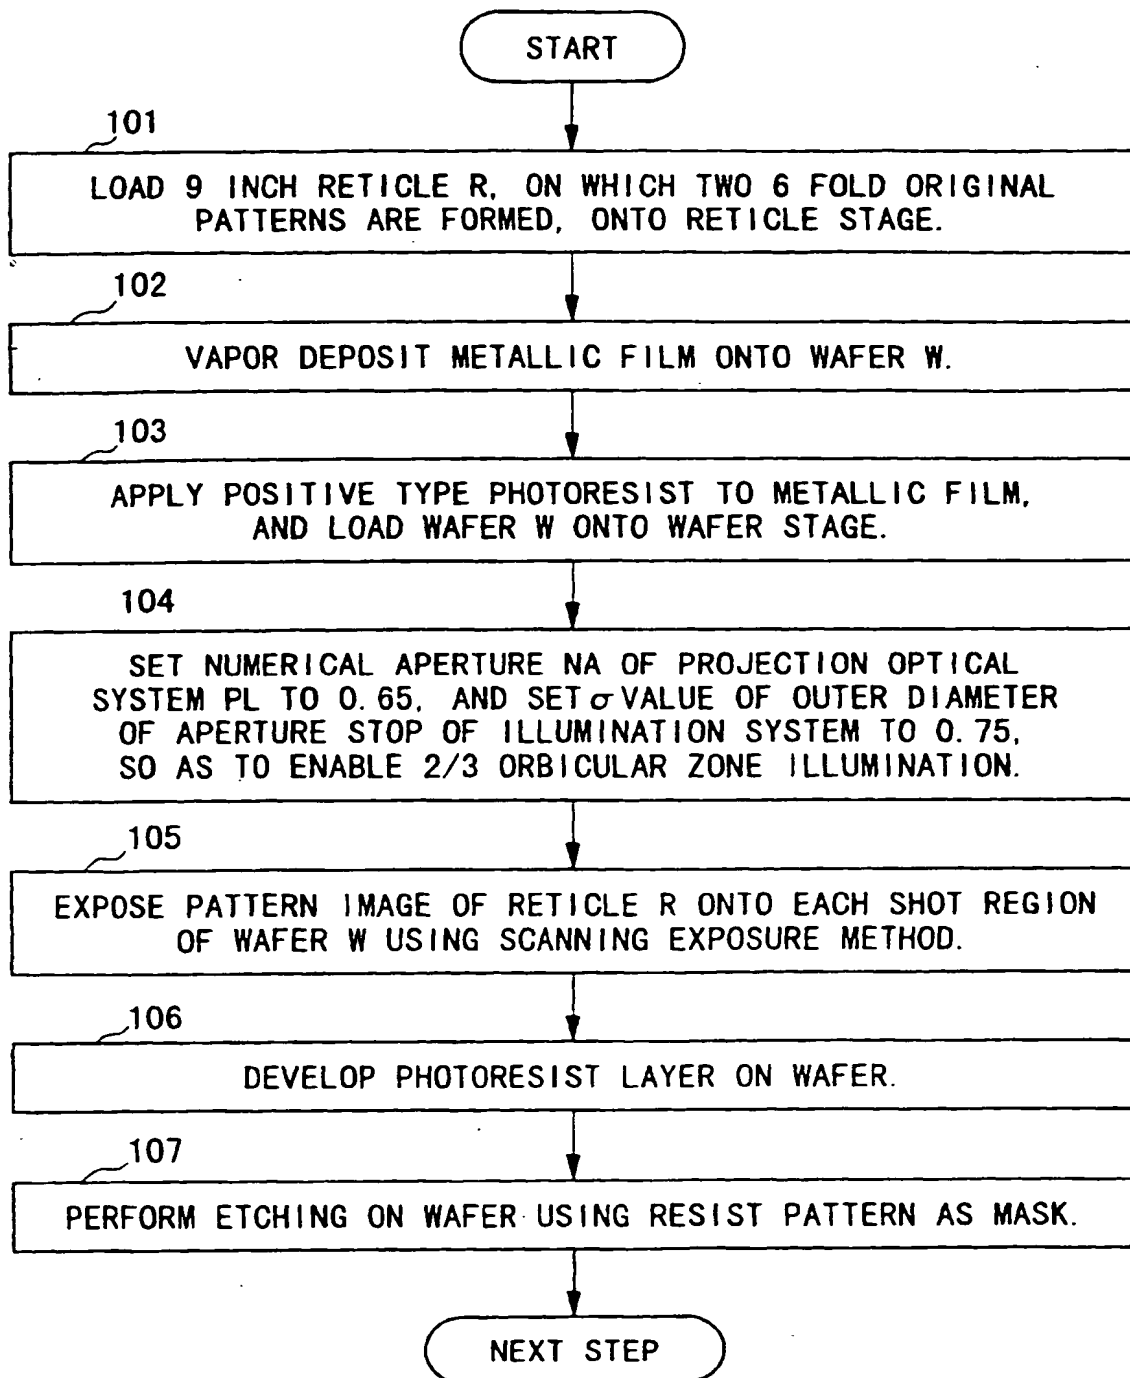 START
101
LOAD 9 INCH RETICLE R, ON WHICH TWO 6 FOLD ORIGINAL
PATTERNS ARE FORMED, ONTO RETICLE STAGE.
102
VAPOR DEPOSIT METALLIC FILM ONTO WAFER W.
103
APPLY POSITIVE TYPE PHOTORESIST TO METALLIC FILM,
AND LOAD WAFER W ONTO WAFER STAGE.
104
SET NUMERICAL APERTURE NA OF PROJECTION OPTICAL
SYSTEM PL TO 0.65, AND SET σ VALUE OF OUTER DIAMETER
OF APERTURE STOP OF ILLUMINATION SYSTEM TO 0.75,
SO AS TO ENABLE 2/3 ORBICULAR ZONE ILLUMINATION.
105
EXPOSE PATTERN IMAGE OF RETICLE R ONTO EACH SHOT REGION
OF WAFER W USING SCANNING EXPOSURE METHOD.
106
DEVELOP PHOTORESIST LAYER ON WAFER.
107
PERFORM ETCHING ON WAFER USING RESIST PATTERN AS MASK.
NEXT STEP